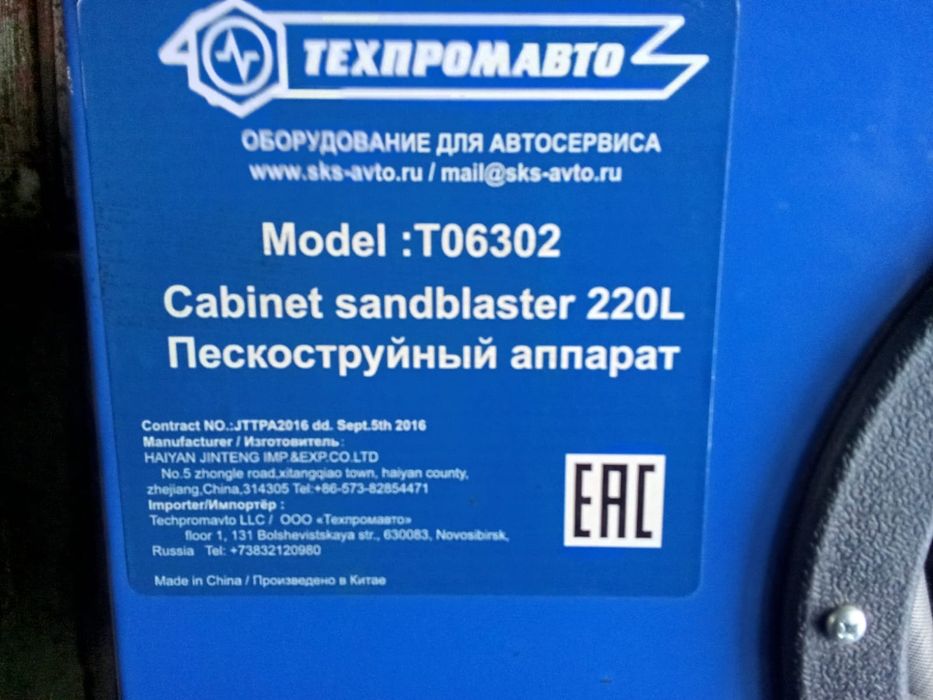 ТЕХПРОМАВТО
ОБОРУДОВАНИЕ ДЛЯ АВТОСЕРВИСА
www.sks-avto.ru / mail@sks-avto.ru
Model :T06302
Cabinet sandblaster 220L
Пескоструйный аппарат
Contract NO.:JTTPA2016 dd. Sept.5th 2016
Manufacturer / Изготовитель:
HAIYAN JINTENG IMP.&EXP.CO.LTD
No.5 zhongle road,xitangqiao town, haiyan county,
zhejiang,China,314305 Tel:+86-573-82854471
Importer/Импортёр :
Techpromavto LLC / ООО «Техпромавто»
floor 1, 131 Bolshevistskaya str., 630083, Novosibirsk,
Russia Tel: +73832120980
EAC
Made in China / Произведено в Китае